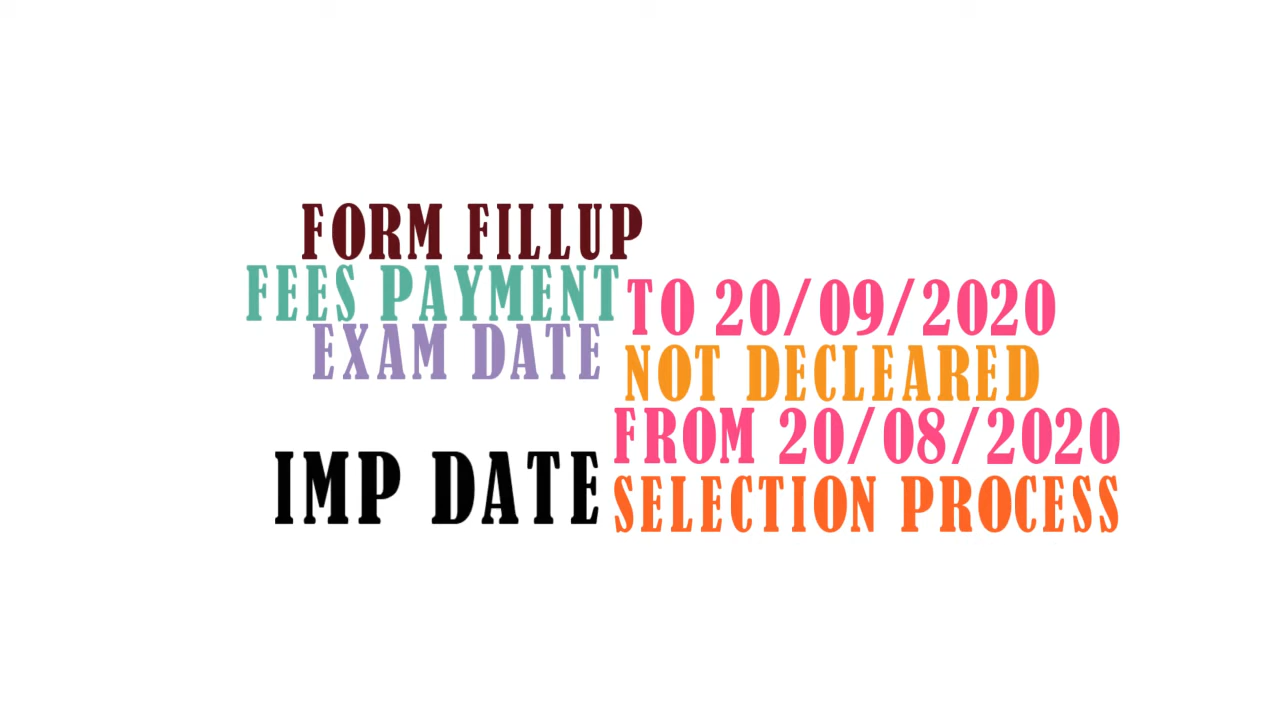 FORM FILLUP
FEES PAYMENT
EXAM DATE
TO 20/09/2020
NOT DECLEARED
FROM 20/08/2020
IMP DATE
SELECTION PROCESS